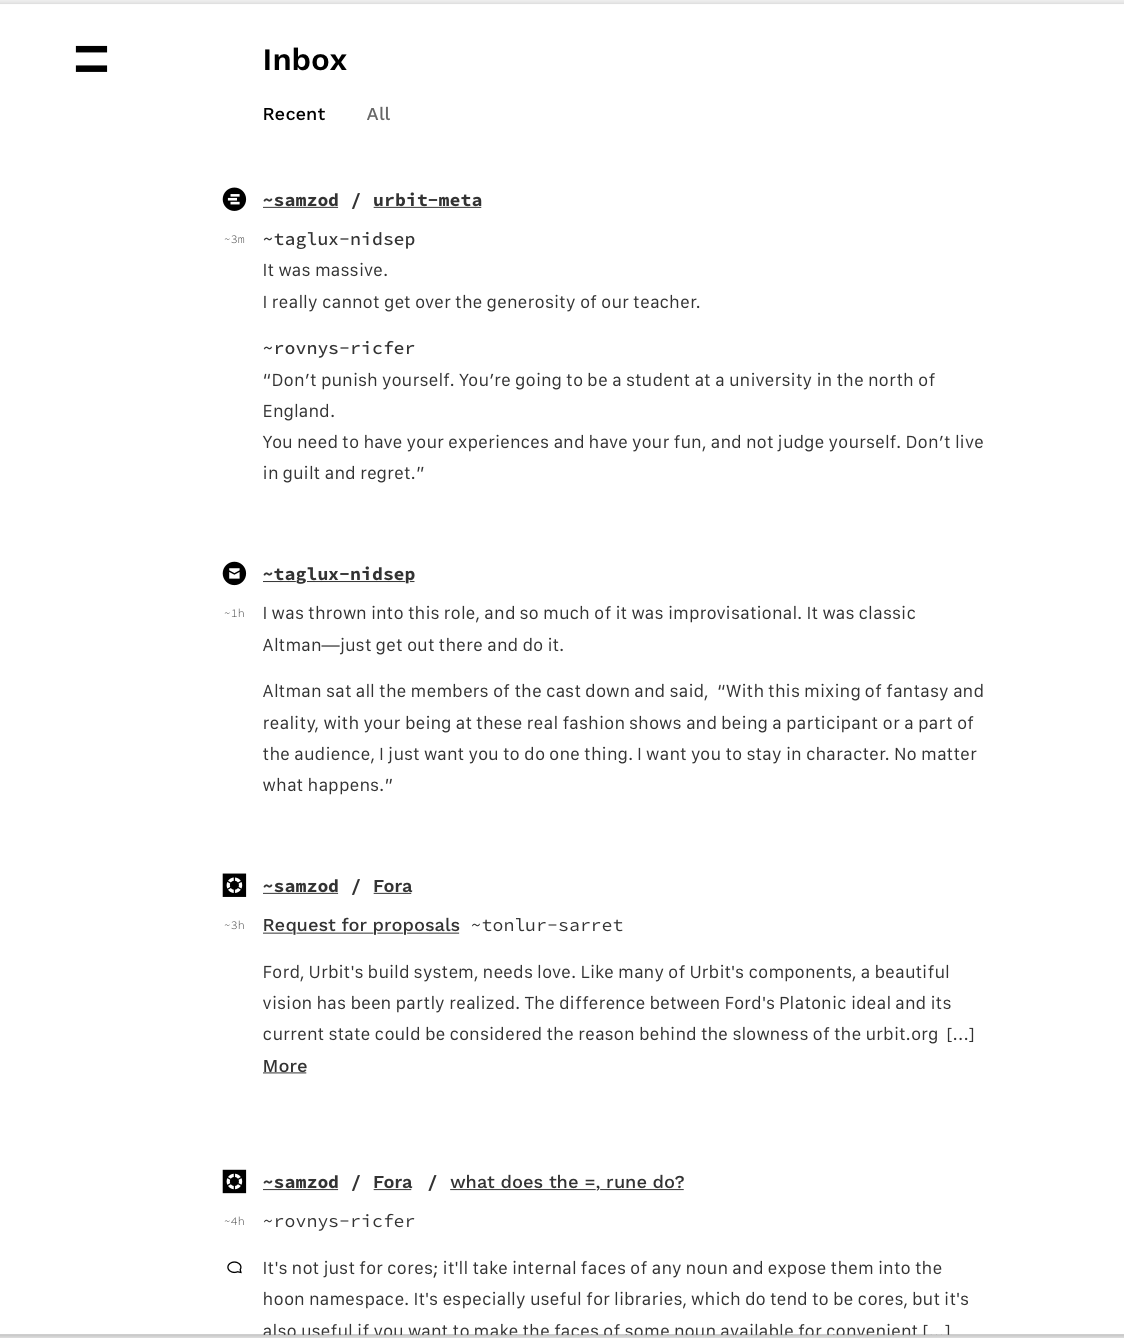 Inbox
Recent All
~samzod / urbit-meta
~3m ~taglux-nidsep
It was massive.
I really cannot get over the generosity of our teacher.
~rovnys-ricfer
“Don’t punish yourself. You’re going to be a student at a university in the north of
England.
You need to have your experiences and have your fun, and not judge yourself. Don’t live
in guilt and regret.”
~taglux-nidsep
~1h I was thrown into this role, and so much of it was improvisational. It was classic
Altman—just get out there and do it.
Altman sat all the members of the cast down and said, “With this mixing of fantasy and
reality, with your being at these real fashion shows and being a participant or a part of
the audience, I just want you to do one thing. I want you to stay in character. No matter
what happens.”
~samzod / Fora
~3h Request for proposals ~tonlur-sarret
Ford, Urbit's build system, needs love. Like many of Urbit's components, a beautiful
vision has been partly realized. The difference between Ford's Platonic ideal and its
current state could be considered the reason behind the slowness of the urbit.org [...]
More
~samzod / Fora / what does the =, rune do?
~4h ~rovnys-ricfer
It's not just for cores; it'll take internal faces of any noun and expose them into the
hoon namespace. It's especially useful for libraries, which do tend to be cores, but it's
also useful if you want to make the faces of some noun available for convenient [...]